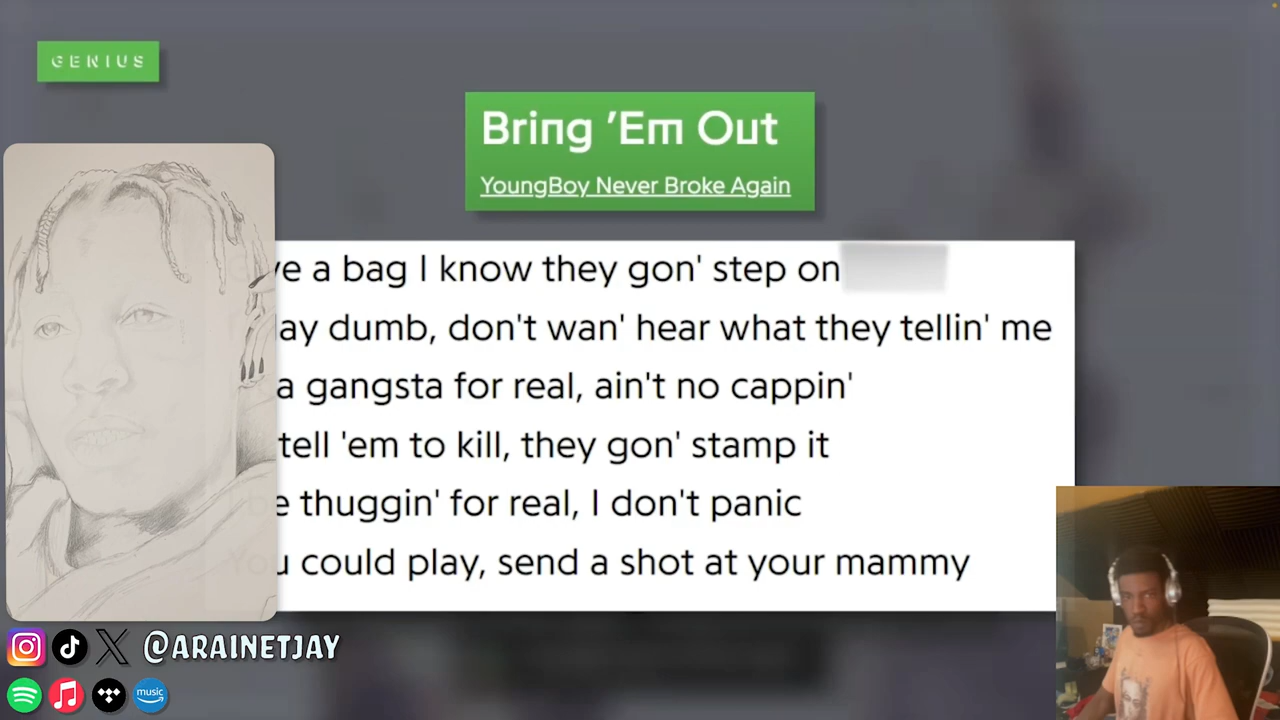 GENIUS
Bring 'Em Out
YoungBoy Never Broke Again
a bag I know they gon' step on
dumb, don't wan' hear what they tellin' me
a gangsta for real, ain't no cappin'
tell 'em to kill, they gon' stamp it
thuggin' for real, I don't panic
could play, send a shot at your mammy
@ARAINETJAY
music